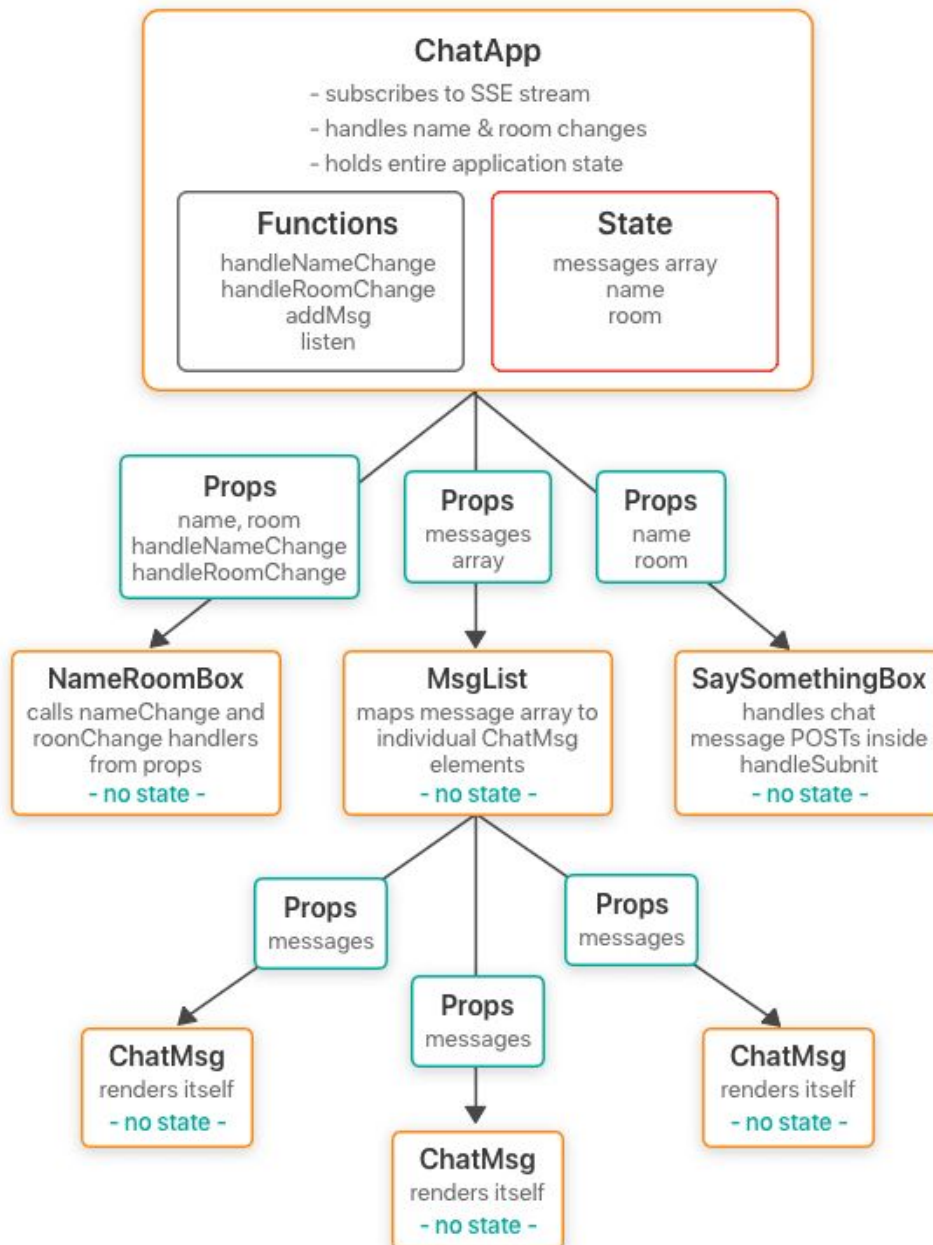 ChatApp
- subscribes to SSE stream
- handles name & room changes
- holds entire application state
Functions
handleNameChange
handleRoomChange
addMsg
listen
State
messages array
name
room
Props
name, room
handleNameChange
handleRoomChange
Props
messages
array
Props
name
room
NameRoomBox
calls nameChange and
roonChange handlers
from props
- no state -
MsgList
maps message array to
individual ChatMsg
elements
- no state -
SaySomethingBox
handles chat
message POSTs inside
handleSubnit
- no state -
Props
messages
Props
messages
Props
messages
ChatMsg
renders itself
- no state -
ChatMsg
renders itself
- no state -
ChatMsg
renders itself
- no state -